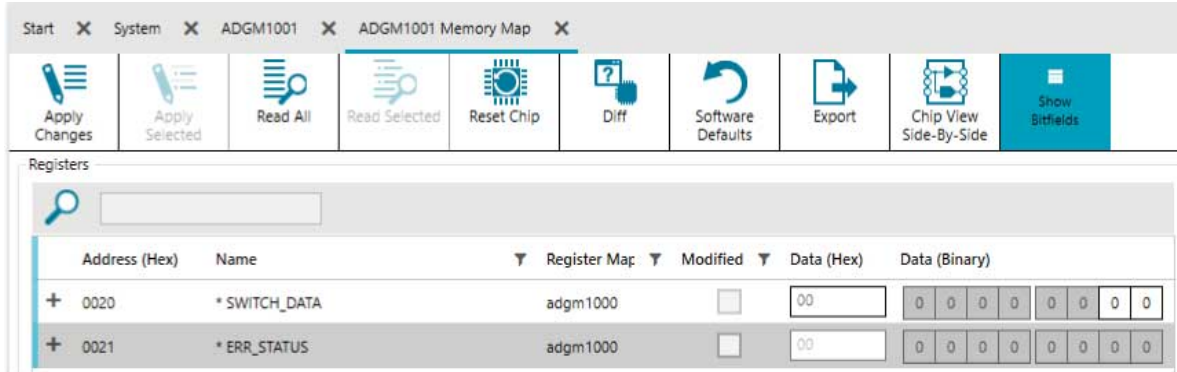 Start System ADGM1001 ADGM1001 Memory Map
Apply Changes Apply Selected Read All Read Selected Reset Chip Diff Software Defaults Export Chip View Side-By-Side Show Bitfields
Registers
Address (Hex) Name Register Map Modified Data (Hex) Data (Binary)
+ 0020 * SWITCH_DATA adgm1000 00 0 0 0 0 0 0 0 0
+ 0021 * ERR_STATUS adgm1000 00 0 0 0 0 0 0 0 0